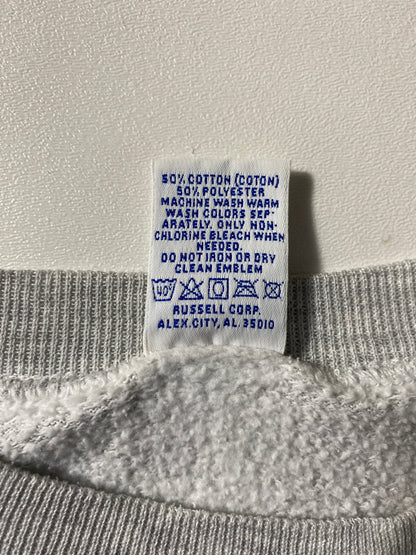 50% COTTON (COTON)
50% POLYESTER
MACHINE WASH WARM
WASH COLORS SEP-
ARATELY, ONLY NON-
CHLORINE BLEACH WHEN
NEEDED.
DO NOT IRON OR DRY
CLEAN EMBLEM
40°
RUSSELL CORP.
ALEX. CITY, AL. 35010